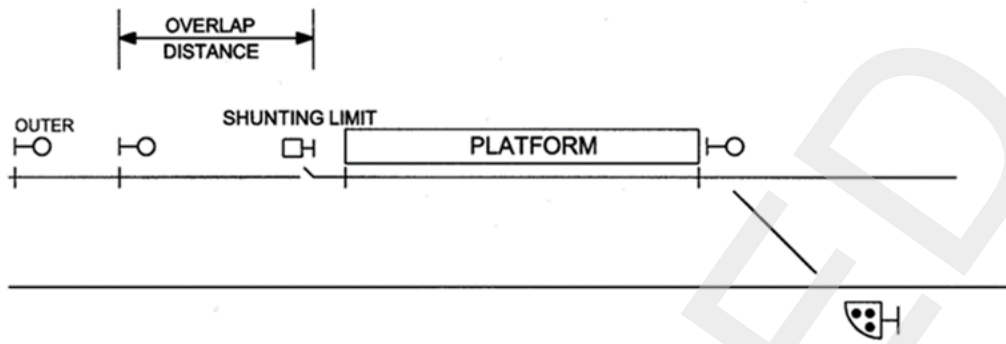 OVERLAP
DISTANCE
OUTER
SHUNTING LIMIT
PLATFORM